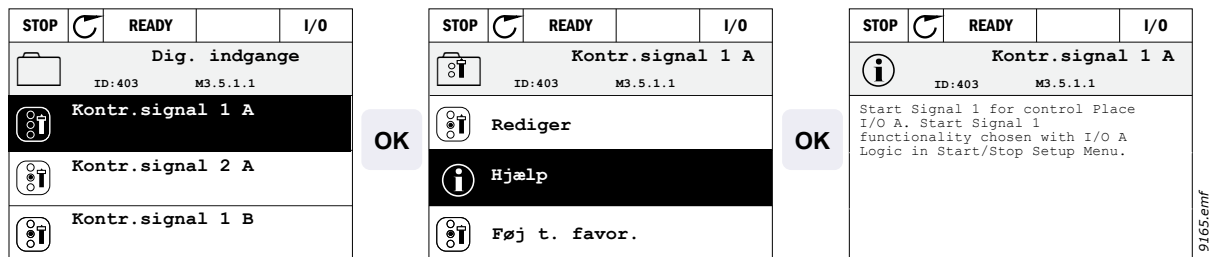 STOP READY I/O
Dig. indgange
ID:403 M3.5.1.1
Kontr.signal 1 A
Kontr.signal 2 A
Kontr.signal 1 B
OK
STOP READY I/O
Kontr.signal 1 A
ID:403 M3.5.1.1
Rediger
Hjælp
Føj t. favor.
OK
STOP READY I/O
Kontr.signal 1 A
ID:403 M3.5.1.1
Start Signal 1 for control Place
I/O A. Start Signal 1
functionality chosen with I/O A
Logic in Start/Stop Setup Menu.
9165.emf